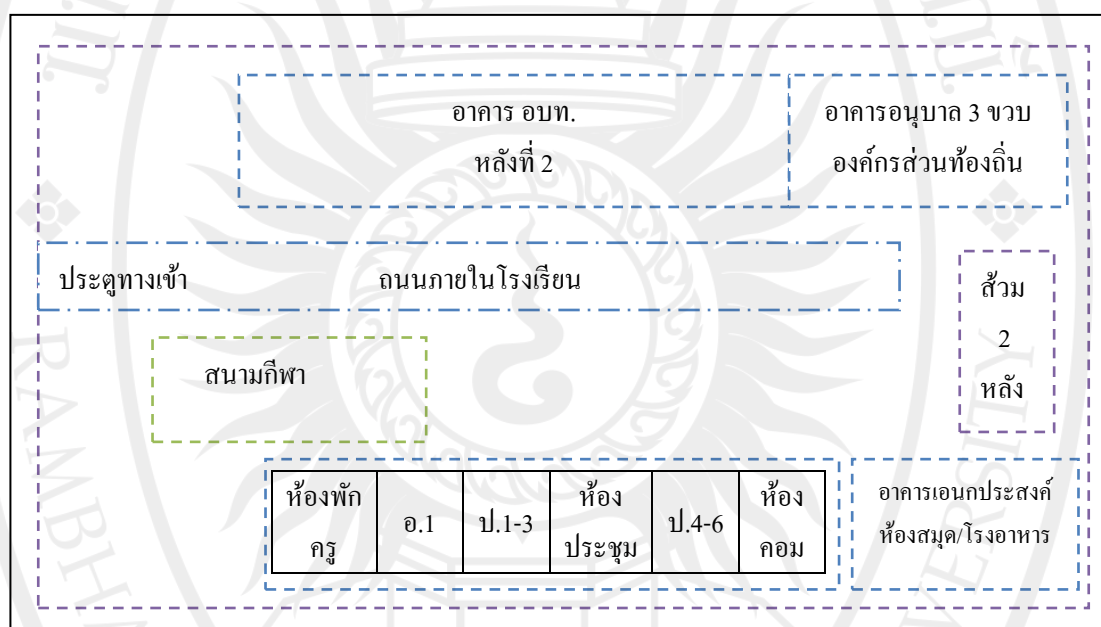 อาคาร อบท.
หลังที่ 2
อาคารอนุบาล 3 ขวบ
องค์กรส่วนท้องถิ่น
ประตูทางเข้า
ถนนภายในโรงเรียน
ส้วม
2
หลัง
สนามกีฬา
ห้องพัก
ครู
อ.1
ป.1-3
ห้อง
ประชุม
ป.4-6
ห้อง
คอม
อาคารเอนกประสงค์
ห้องสมุด/โรงอาหาร